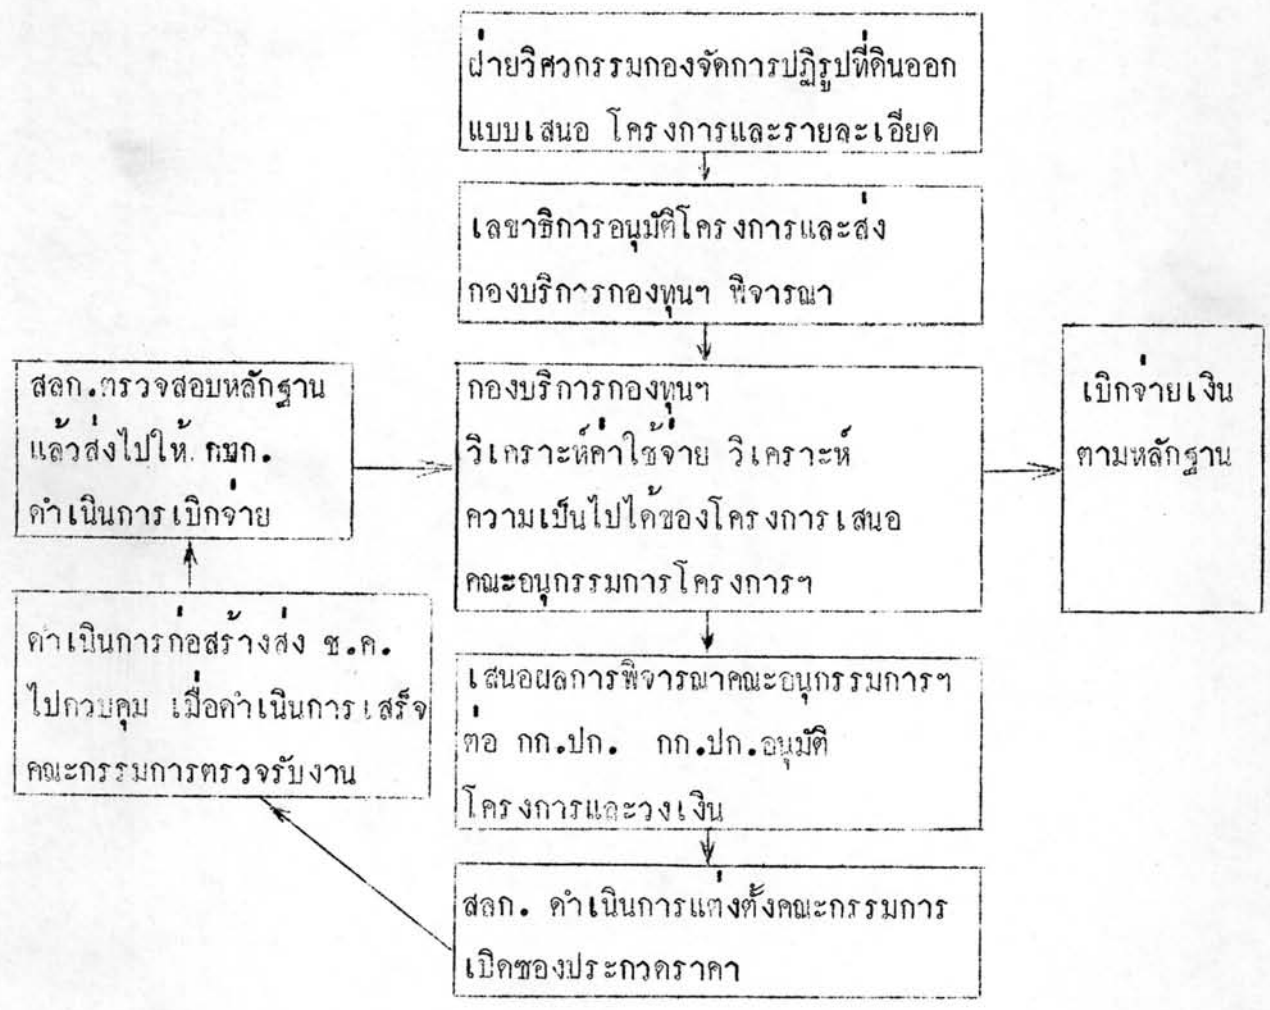 ฝ่ายวิศวกรรมกองจัดการปฏิรูปที่ดินออก
แบบเสนอ โครงการและรายละเอียด
เลขาธิการอนุมัติโครงการและส่ง
กองบริการกองทุนฯ พิจารณา
กองบริการกองทุนฯ
วิเคราะห์ค่าใช้จ่าย วิเคราะห์
ความเป็นไปได้ของโครงการเสนอ
คณะอนุกรรมการโครงการฯ
เบิกจ่ายเงิน
ตามหลักฐาน
สลก.ตรวจสอบหลักฐาน
แล้วส่งไปให้ กบก.
ดำเนินการเบิกจ่าย
ดำเนินการก่อสร้างส่ง ช.ค.
ไปควบคุม เมื่อดำเนินการเสร็จ
คณะกรรมการตรวจรับงาน
เสนอผลการพิจารณาคณะอนุกรรมการฯ
ต่อ กก.ปก. กก.ปก.อนุมัติ
โครงการและวงเงิน
สลก. ดำเนินการแต่งตั้งคณะกรรมการ
เปิดซองประกวดราคา